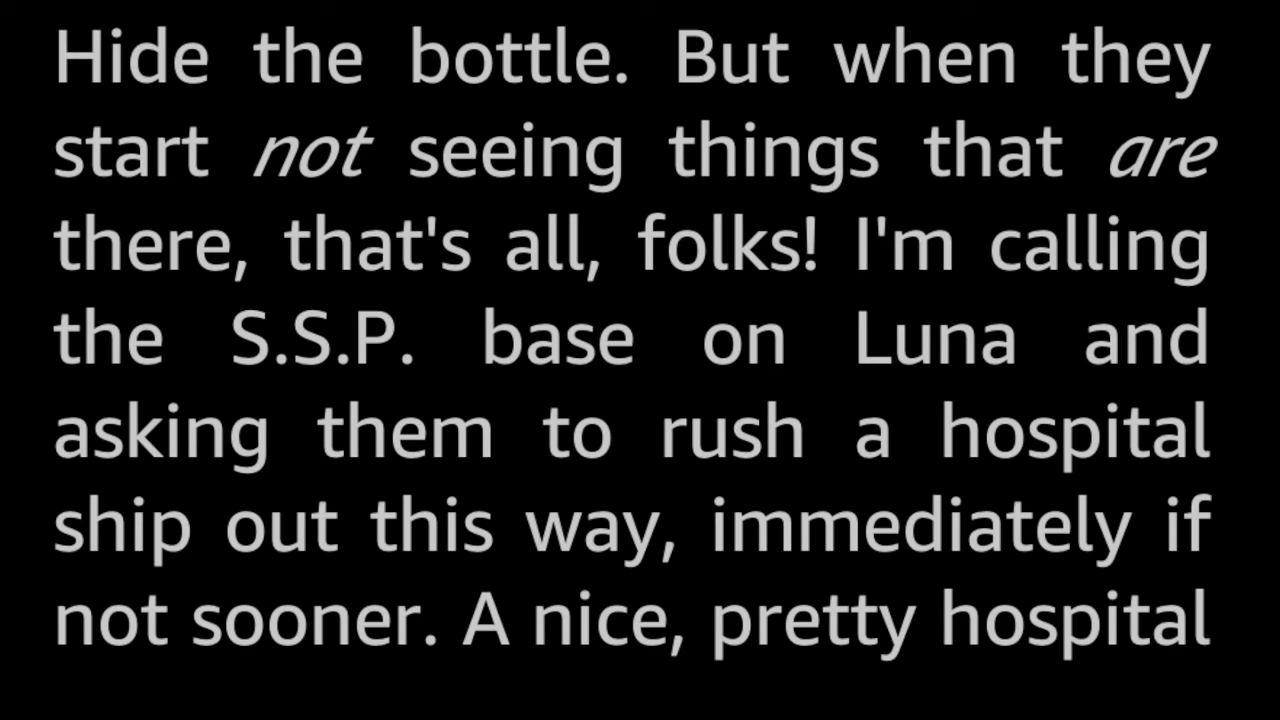 Hide the bottle. But when they
start not seeing things that are
there, that's all, folks! I'm calling
the S.S.P. base on Luna and
asking them to rush a hospital
ship out this way, immediately if
not sooner. A nice, pretty hospital